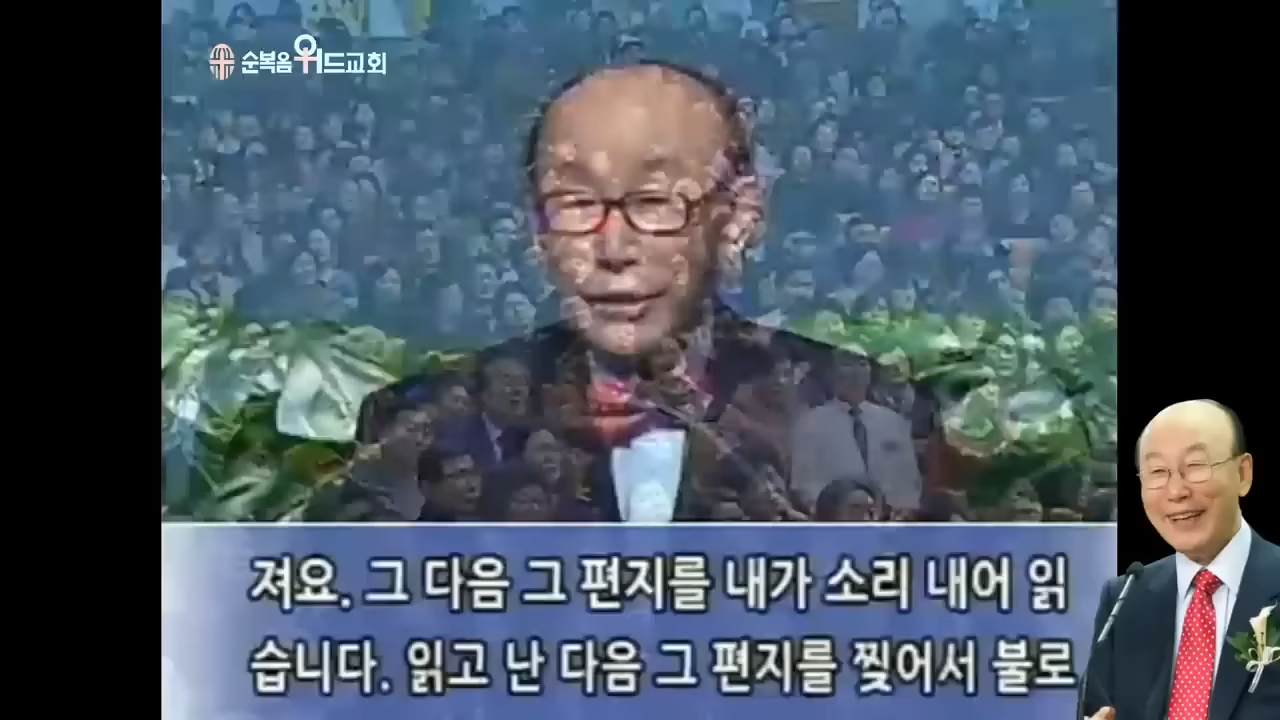 순복음워드교회
져요. 그 다음 그 편지를 내가 소리 내어 읽
습니다. 읽고 난 다음 그 편지를 찢어서 불로